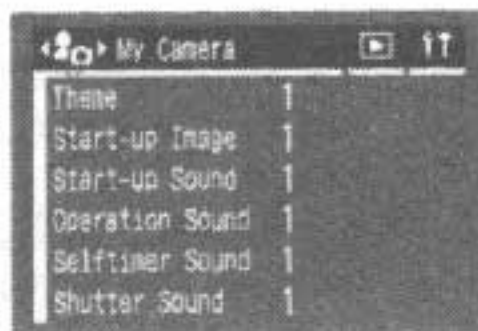 My Camera
Theme 1
Start-up Image 1
Start-up Sound 1
Operation Sound 1
Selftimer Sound 1
Shutter Sound 1